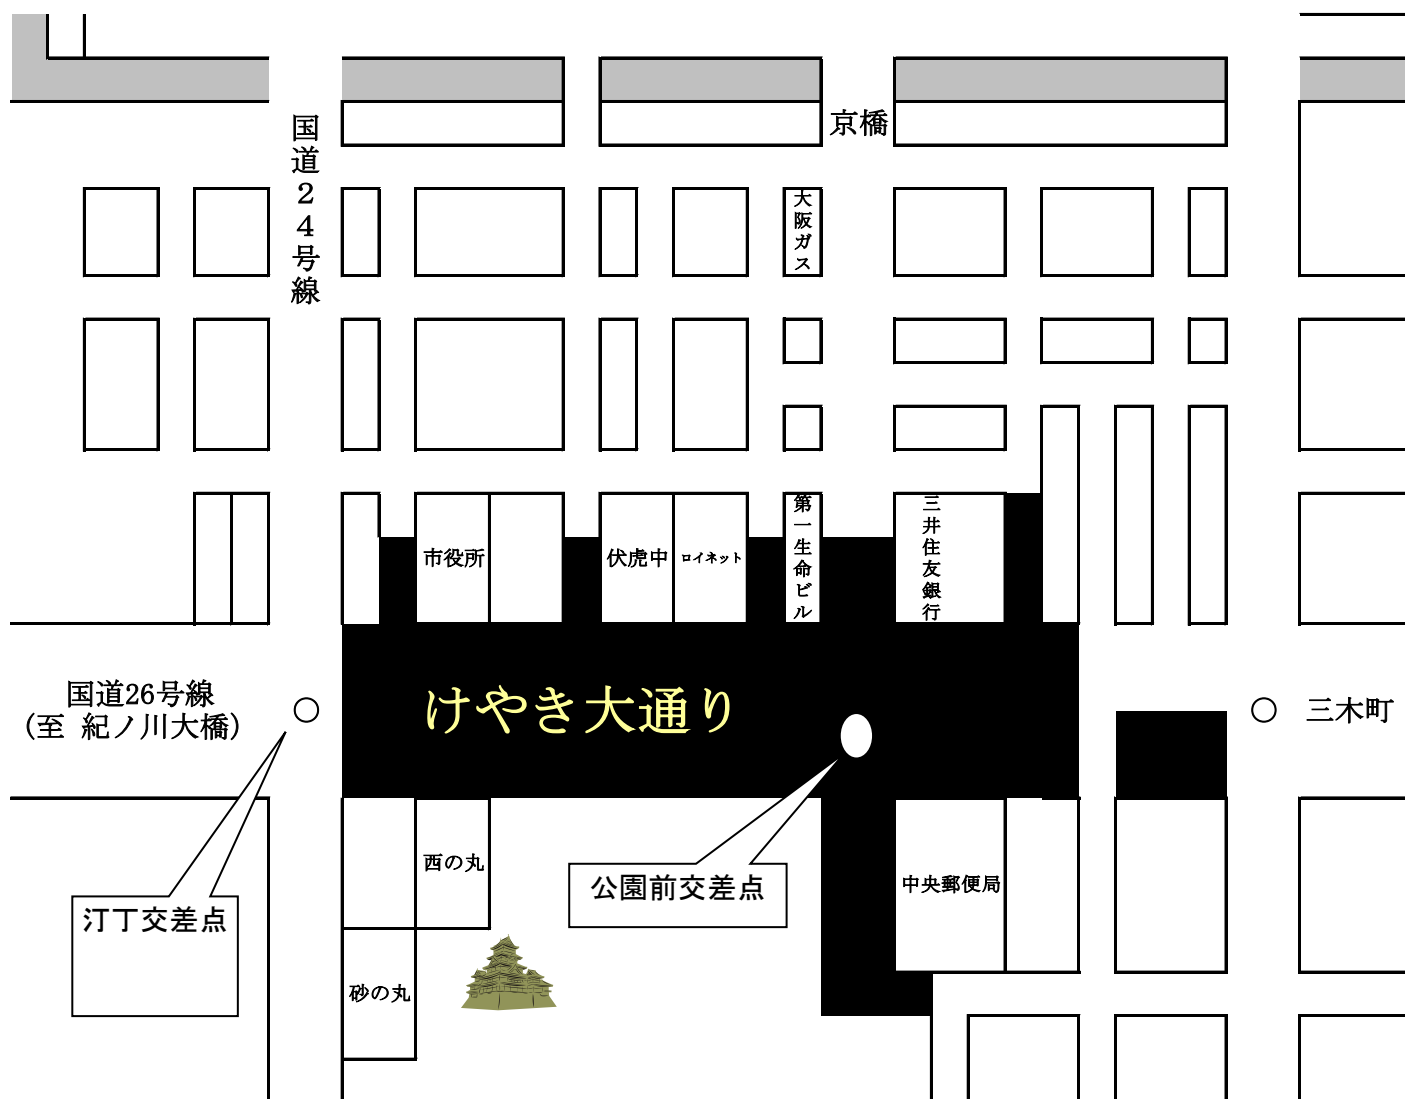 京橋
国道24号線
大阪ガス
市役所
伏虎中
ロイネット
第一生命ビル
三井住友銀行
国道26号線
(至 紀ノ川大橋)
けやき大通り
三木町
西の丸
公園前交差点
中央郵便局
汀丁交差点
砂の丸